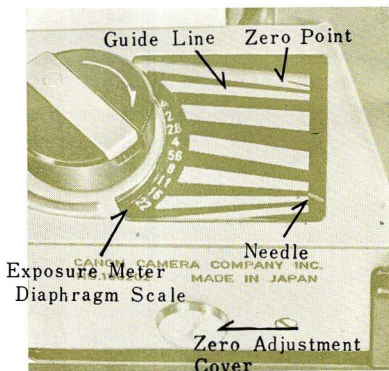 Guide Line
Zero Point
2
2.8
4
5.6
8
11
16
22
Needle
Exposure Meter
Diaphragm Scale
CANON CAMERA COMPANY INC.
MADE IN JAPAN
Zero Adjustment
Cover